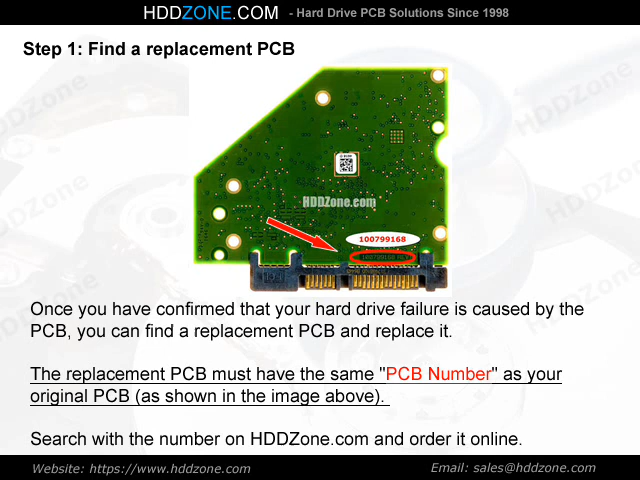 HDDZONE.COM - Hard Drive PCB Solutions Since 1998
Step 1: Find a replacement PCB
HDDZone.com
100799168
Once you have confirmed that your hard drive failure is caused by the
PCB, you can find a replacement PCB and replace it.
The replacement PCB must have the same "PCB Number" as your
original PCB (as shown in the image above).
Search with the number on HDDZone.com and order it online.
Website: https://www.hddzone.com Email: sales@hddzone.com